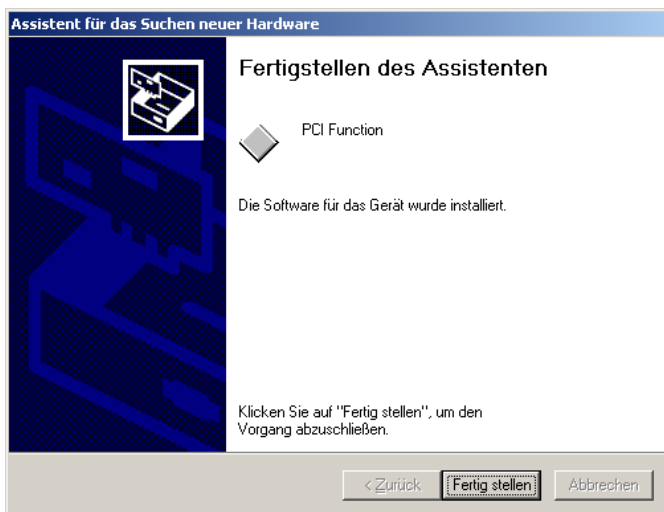 Assistent für das Suchen neuer Hardware
Fertigstellen des Assistenten
PCI Function
Die Software für das Gerät wurde installiert.
Klicken Sie auf "Fertig stellen", um den
Vorgang abzuschließen.
< Zurück Fertig stellen Abbrechen